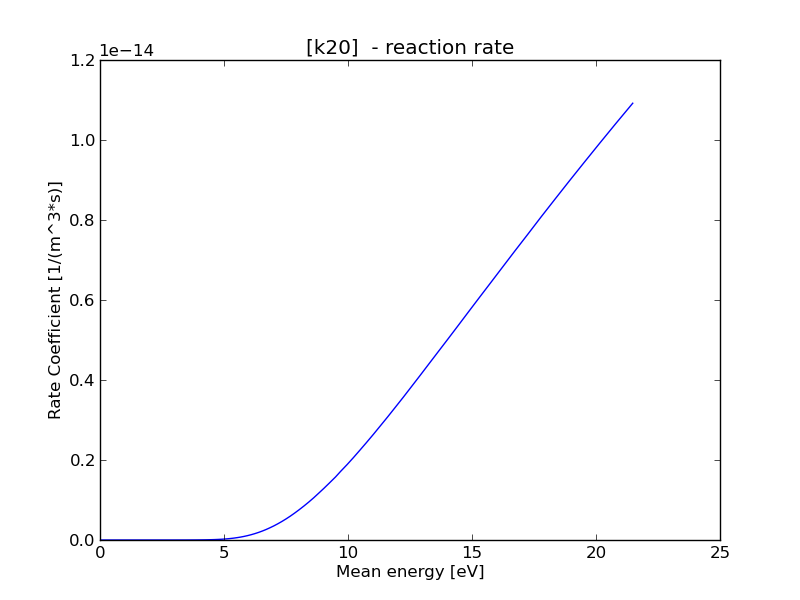 [k20]  - reaction rate
1e−14
1.2
1.0
0.8
0.6
0.4
0.2
0.0
Rate Coefficient [1/(m^3*s)]
0 5 10 15 20 25
Mean energy [eV]